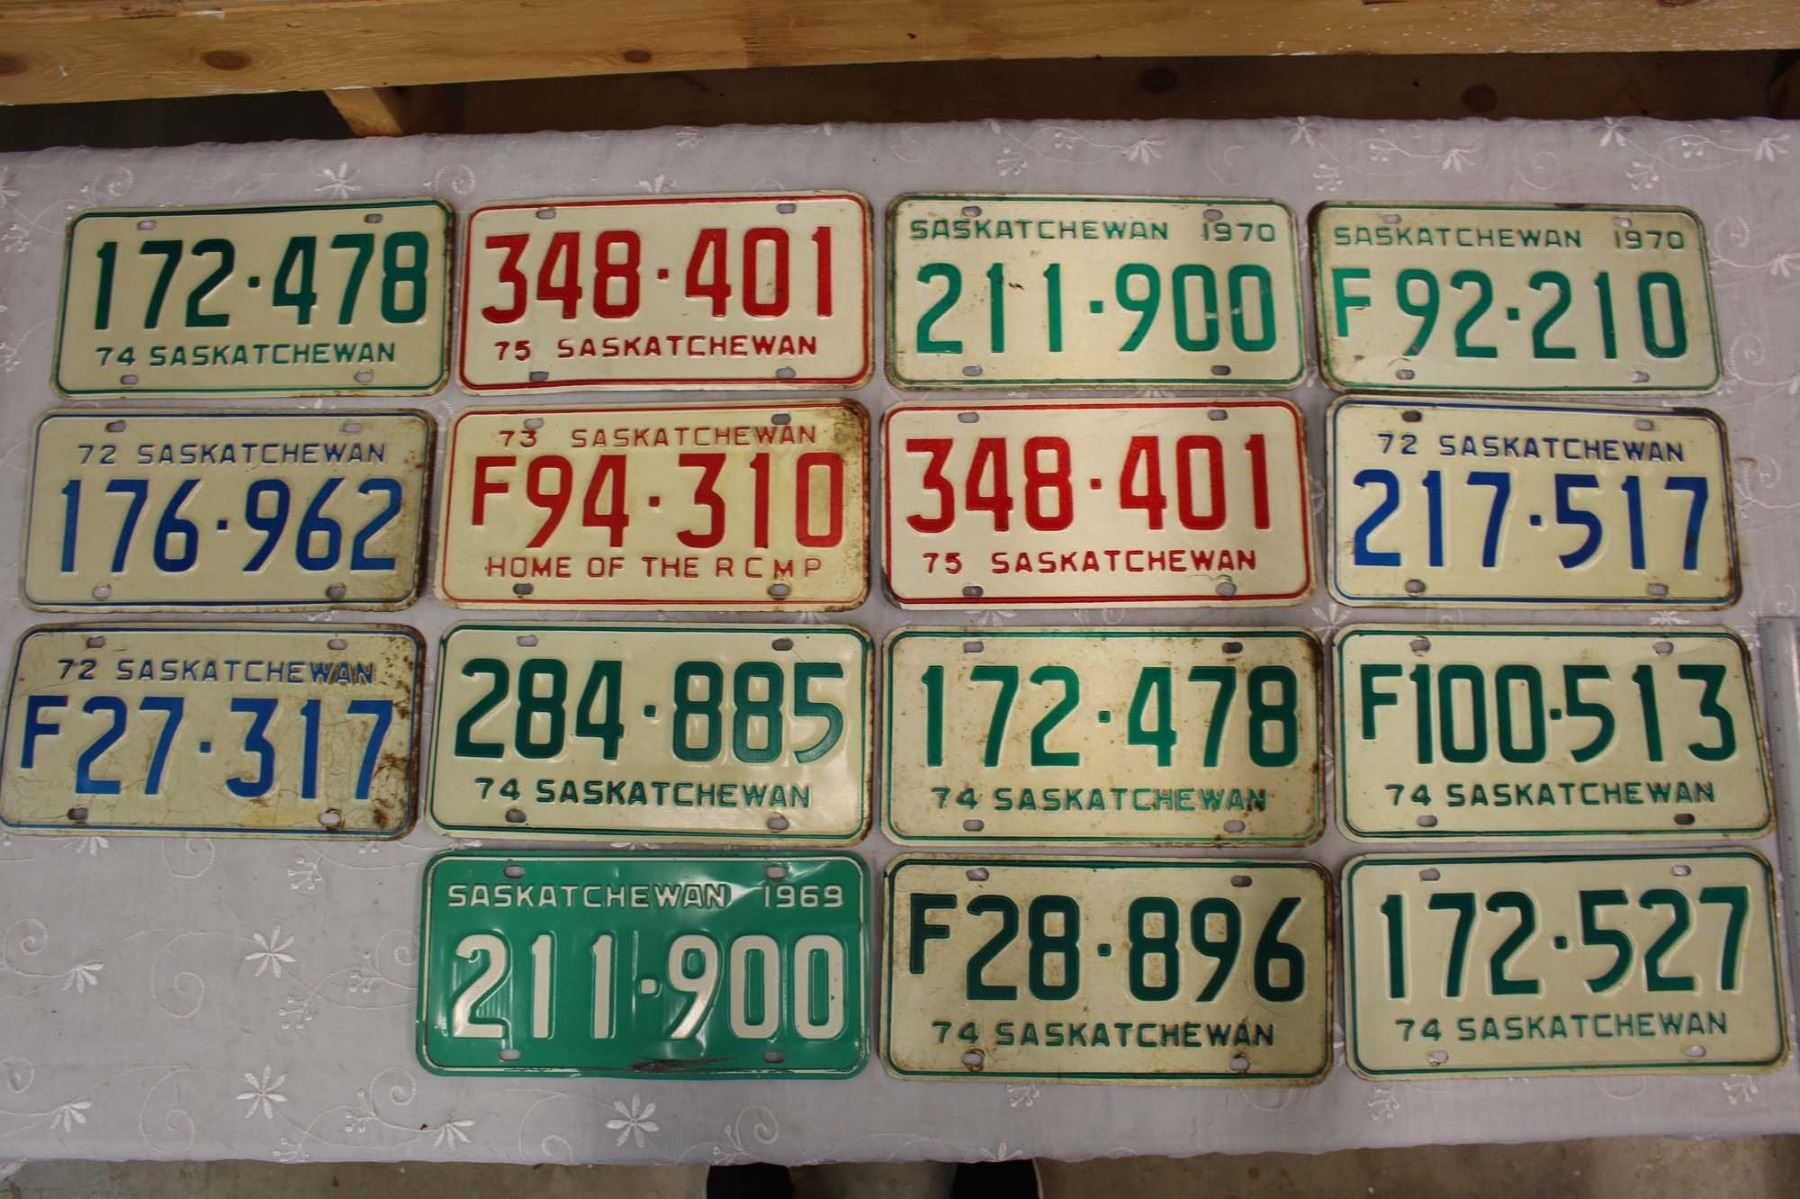 172·478
74 SASKATCHEWAN
348·401
75 SASKATCHEWAN
SASKATCHEWAN 1970
211·900
SASKATCHEWAN 1970
F92·210
72 SASKATCHEWAN
176·962
73 SASKATCHEWAN
F94·310
HOME OF THE R C M P
348·401
75 SASKATCHEWAN
72 SASKATCHEWAN
217·517
72 SASKATCHEWAN
F27·317
284·885
74 SASKATCHEWAN
172·478
74 SASKATCHEWAN
F100·513
74 SASKATCHEWAN
SASKATCHEWAN 1969
211·900
F28·896
74 SASKATCHEWAN
172·527
74 SASKATCHEWAN